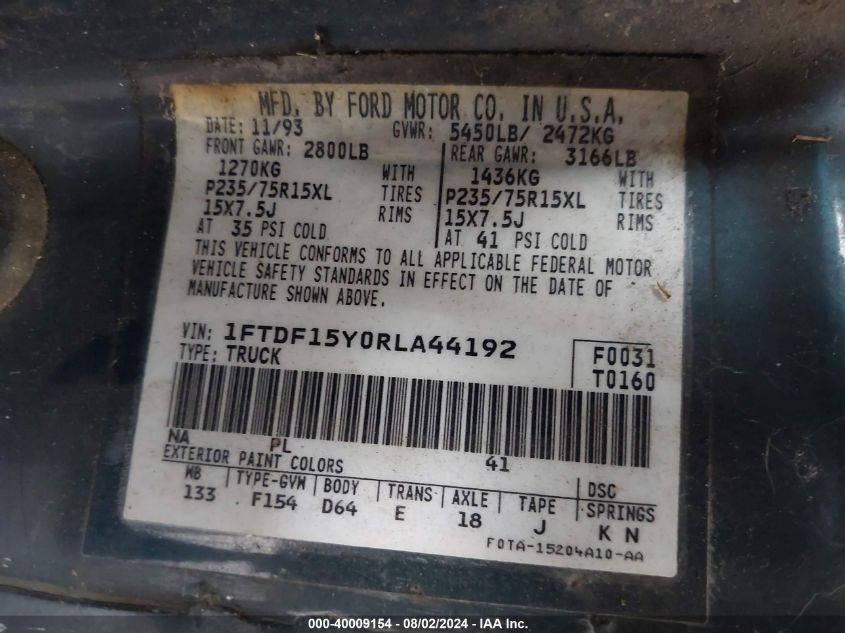 MFD. BY FORD MOTOR CO. IN U.S.A.
DATE: 11/93 GVWR: 5450LB/ 2472KG
FRONT GAWR: 2800LB REAR GAWR: 3166LB
1270KG WITH 1436KG WITH
P235/75R15XL TIRES P235/75R15XL TIRES
15X7.5J RIMS 15X7.5J RIMS
AT 35 PSI COLD AT 41 PSI COLD
THIS VEHICLE CONFORMS TO ALL APPLICABLE FEDERAL MOTOR
VEHICLE SAFETY STANDARDS IN EFFECT ON THE DATE OF
MANUFACTURE SHOWN ABOVE.
VIN: 1FTDF15Y0RLA44192 F0031
TYPE: TRUCK T0160
NA PL 41
EXTERIOR PAINT COLORS DSC
WB TYPE-GVW BODY TRANS AXLE TAPE SPRINGS
133 F154 D64 E 18 J K N
F0TA-15204A10-AA
000-40009154 - 08/02/2024 - IAA Inc.